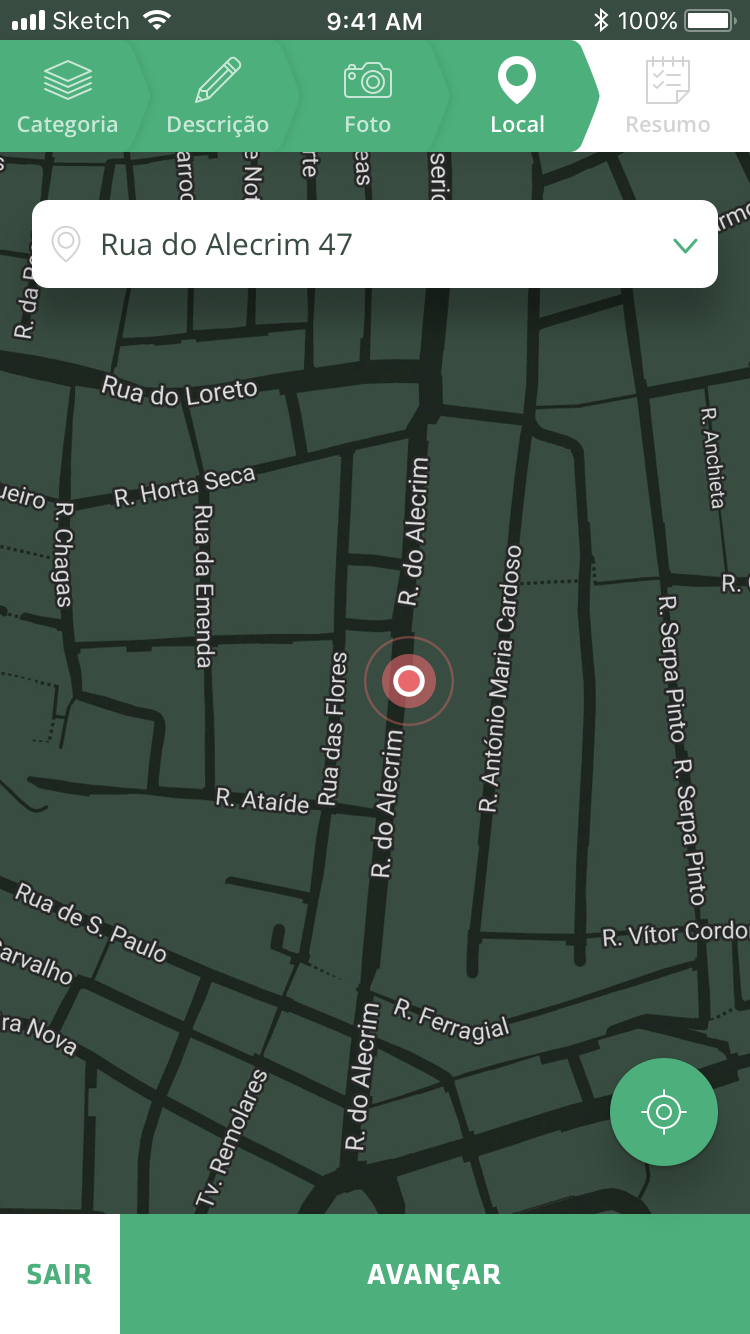 Sketch 9:41 AM 100%
Categoria Descrição Foto Local Resumo
Rua do Alecrim 47
R. da
Rua do Loreto
R. Horta Seca
R. Anchieta
R. Chagas
Rua da Emenda
R. do Alecrim
R. António Maria Cardoso
R.
R. Serpa Pinto
Rua das Flores
R. do Alecrim
R. Serpa Pinto
R. Ataíde
Rua de S. Paulo
R. Vítor Cordo
Carvalho
R. Ferragial
ra Nova
R. do Alecrim
Tv. Remolares
SAIR AVANÇAR